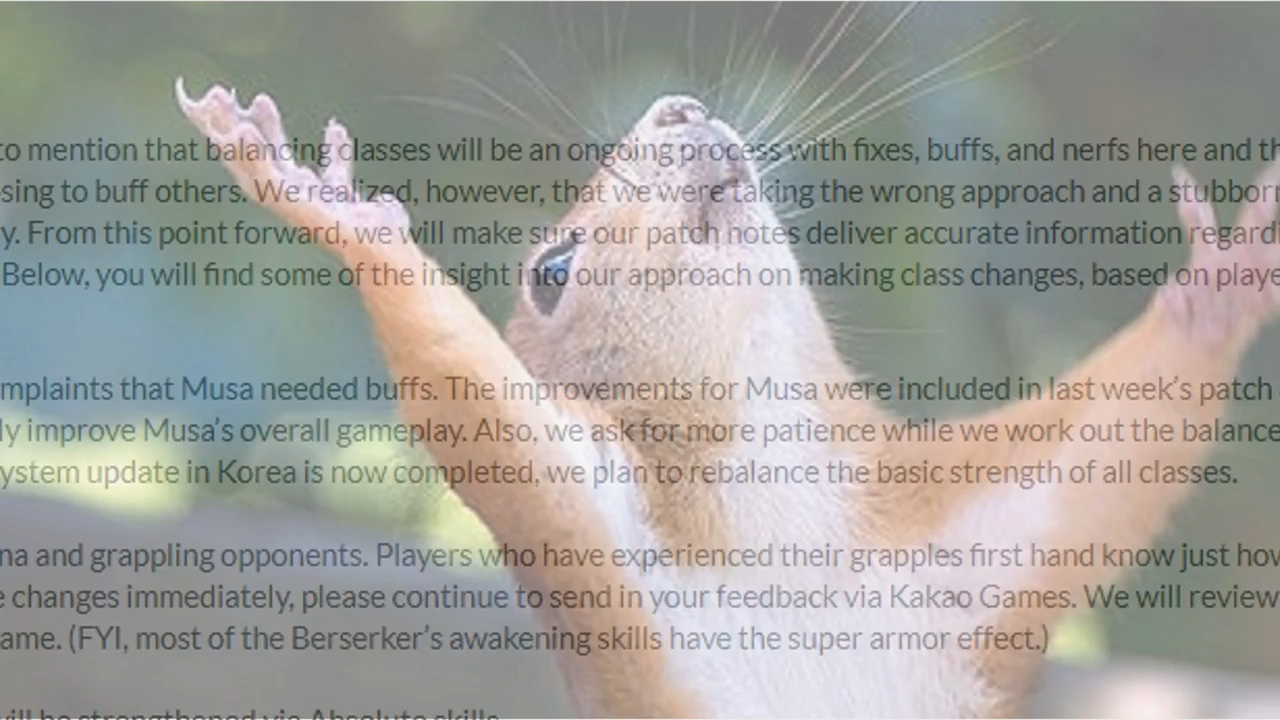 to mention that balancing classes will be an ongoing process with fixes, buffs, and nerfs here and th
sing to buff others. We realized, however, that we were taking the wrong approach and a stubborn
y. From this point forward, we will make sure our patch notes deliver accurate information regardi
Below, you will find some of the insight into our approach on making class changes, based on playe
mplaints that Musa needed buffs. The improvements for Musa were included in last week's patch
ly improve Musa's overall gameplay. Also, we ask for more patience while we work out the balance
ystem update in Korea is now completed, we plan to rebalance the basic strength of all classes.
na and grappling opponents. Players who have experienced their grapples first hand know just how
e changes immediately, please continue to send in your feedback via Kakao Games. We will review
ame. (FYI, most of the Berserker's awakening skills have the super armor effect.)
will be strengthened via Absolute skills